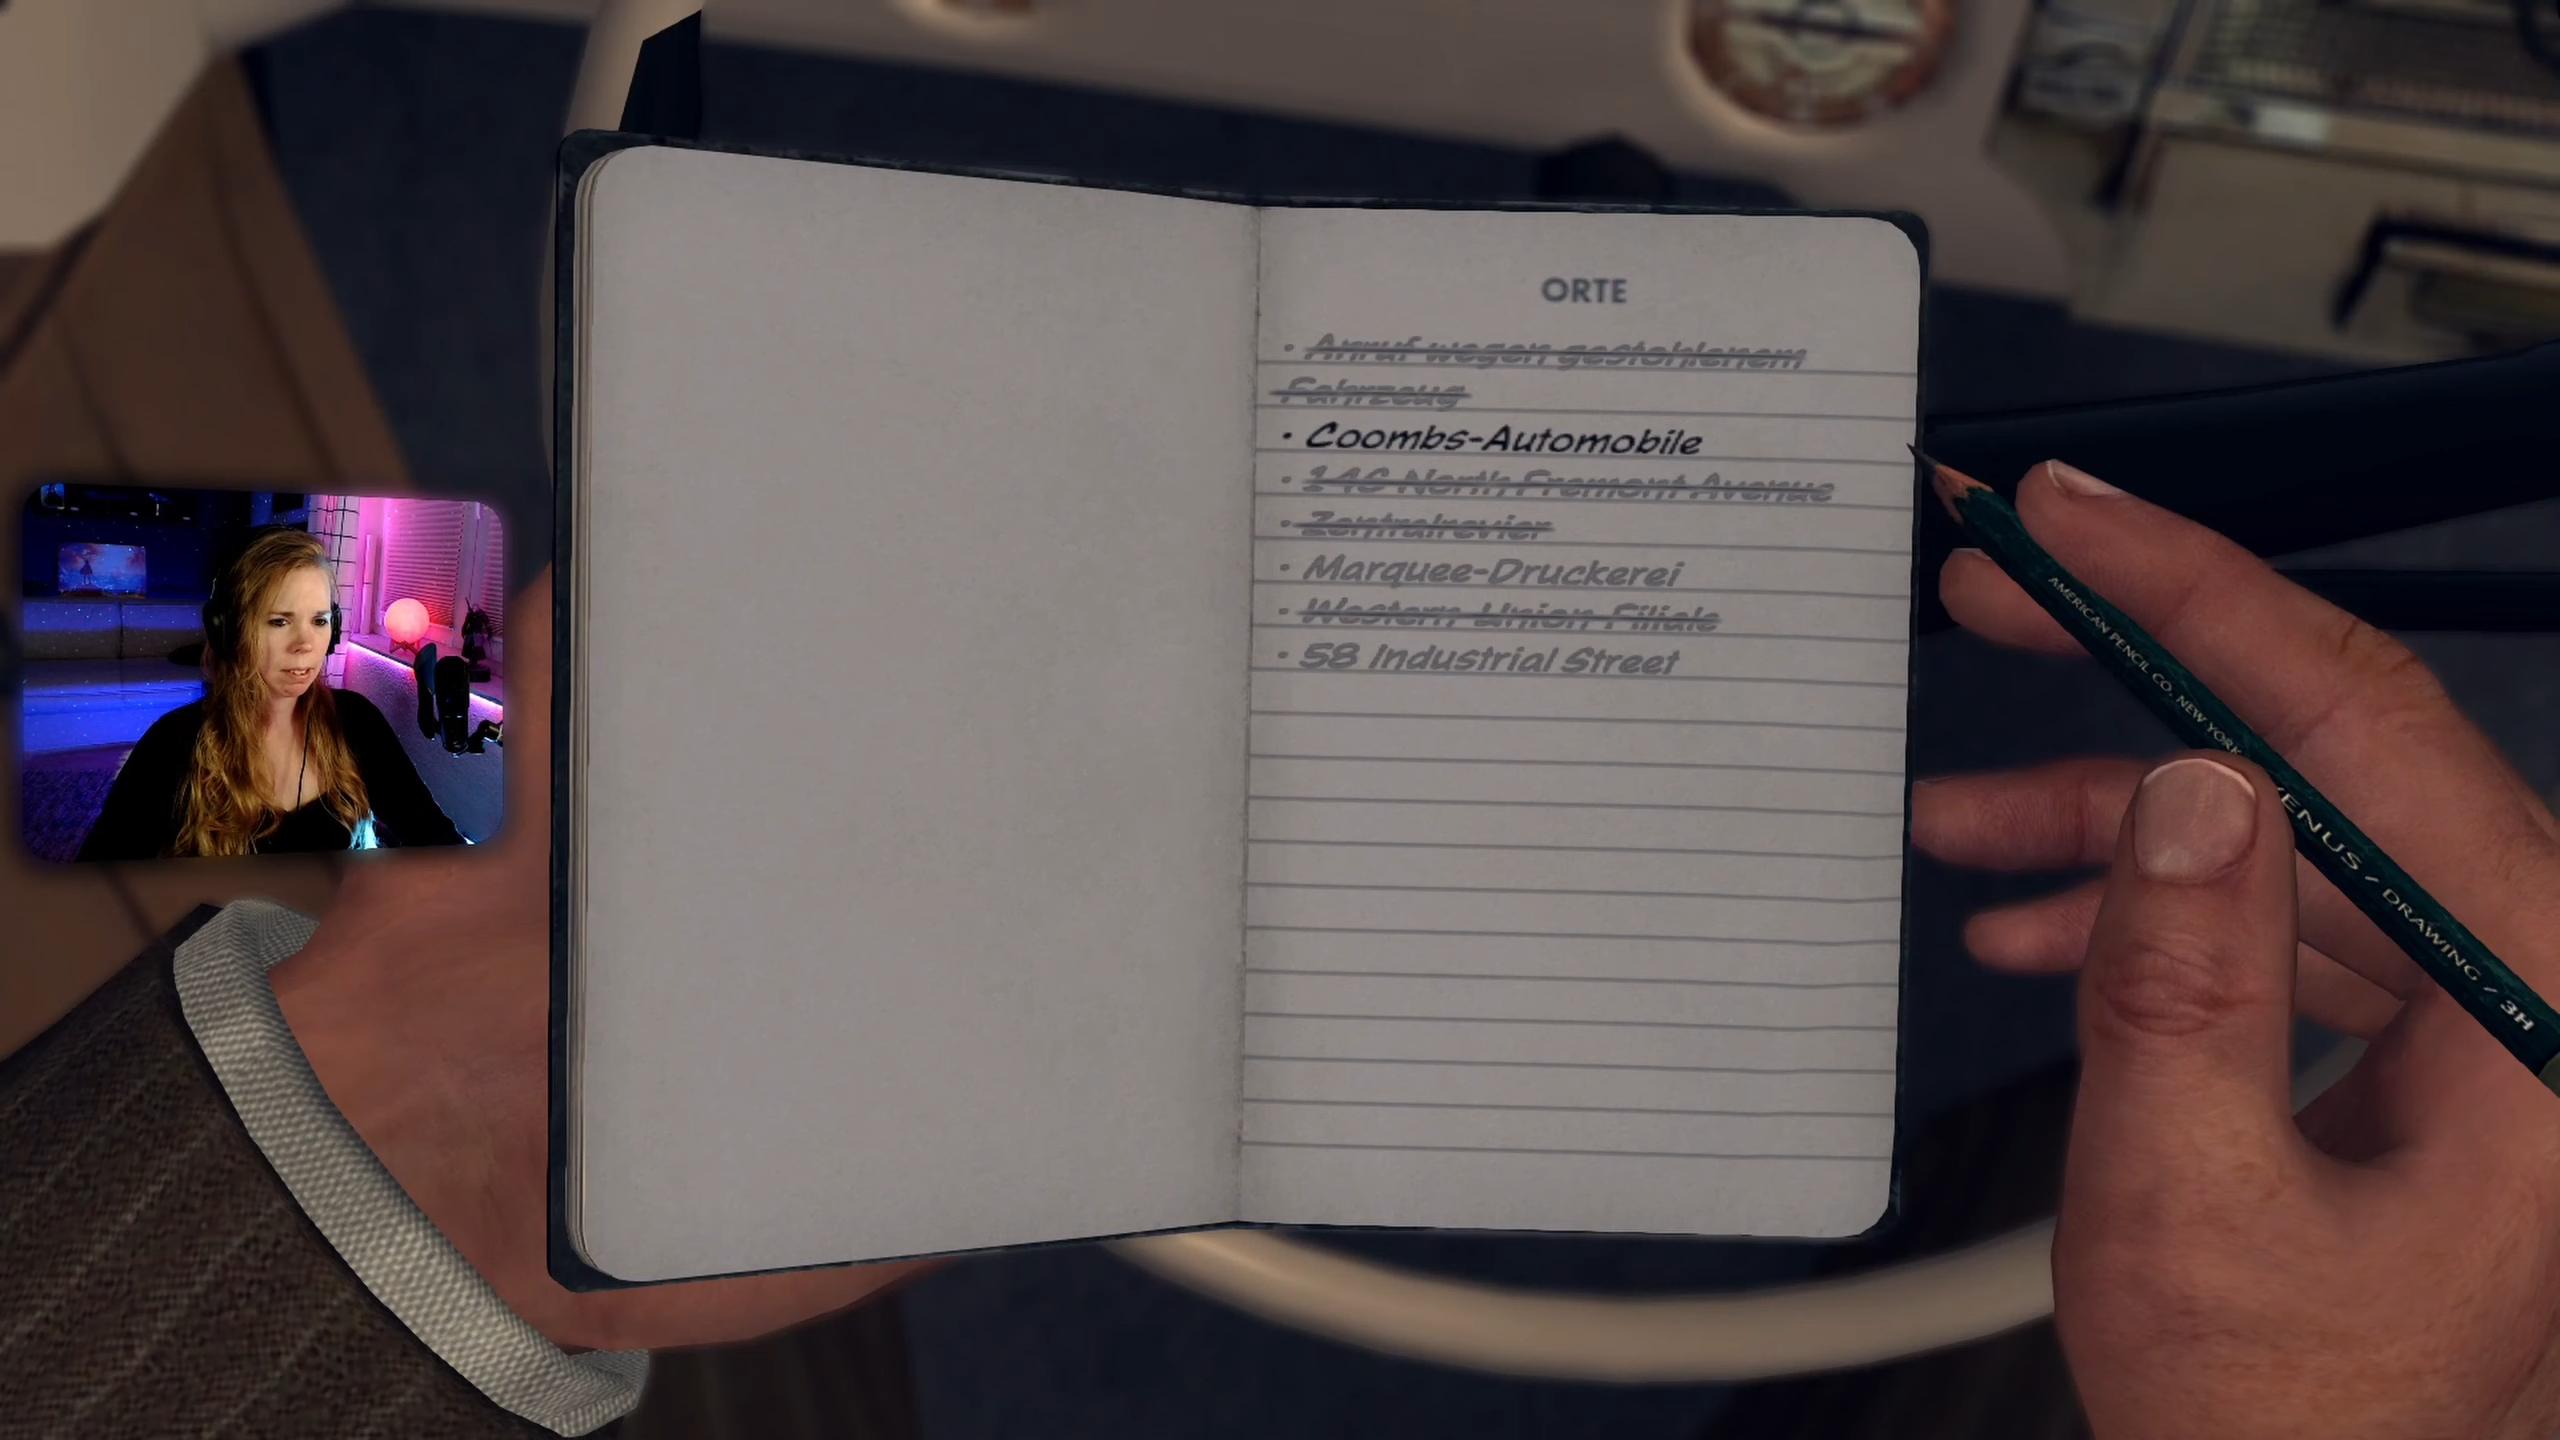 ORTE
• Anruf wegen gestohlenem
Fahrzeug
• Coombs-Automobile
• 146 North Fremont Avenue
• Zentralrevier
• Marquee-Druckerei
• Western-Union-Filiale
• 58 Industrial Street
AMERICAN PENCIL CO. NEW YORK VENUS / DRAWING / 3H